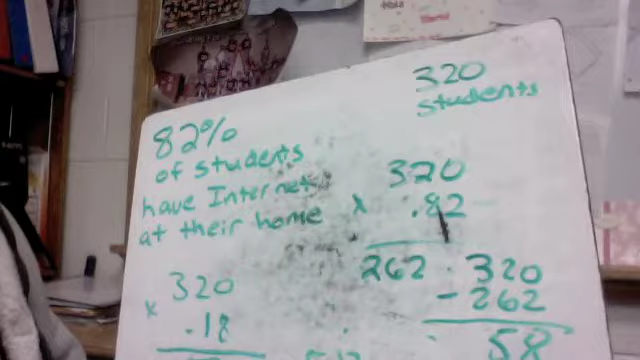 320
students
82%
of students
have Internet
at their home
320
x .82
262
320
- 262
58
320
x .18